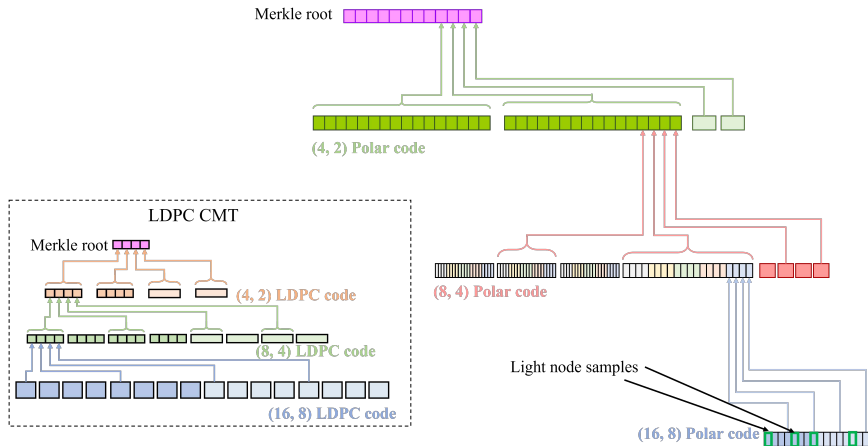 Merkle root
(4, 2) Polar code
LDPC CMT
Merkle root
(4, 2) LDPC code
(8, 4) LDPC code
(16, 8) LDPC code
(8, 4) Polar code
Light node samples
(16, 8) Polar code